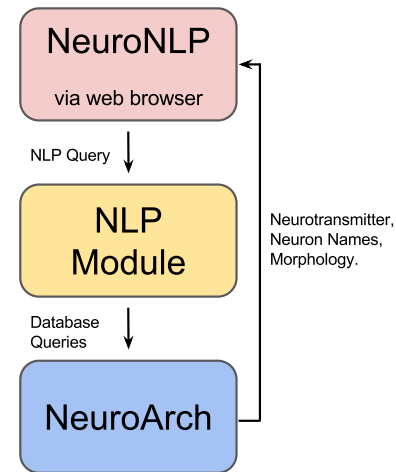 NeuroNLP
via web browser
NLP Query
NLP
Module
Neurotransmitter,
Neuron Names,
Morphology.
Database
Queries
NeuroArch